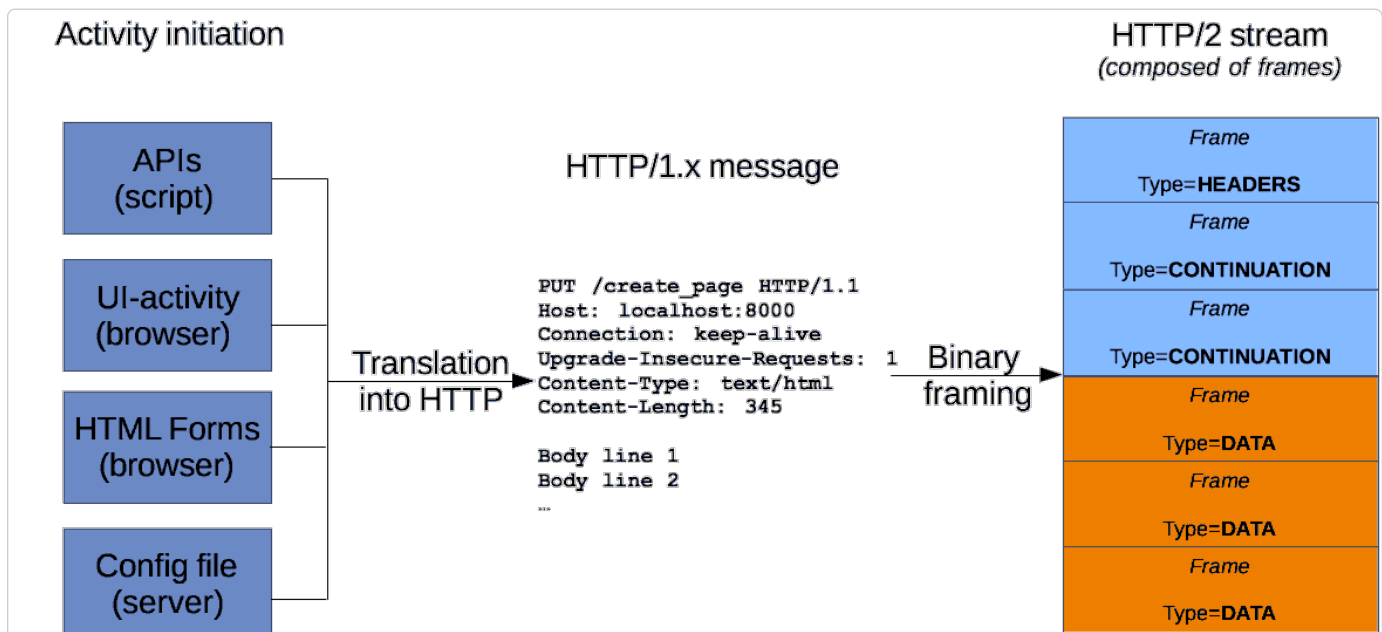 Activity initiation
APIs
(script)
UI-activity
(browser)
HTML Forms
(browser)
Config file
(server)
Translation
into HTTP
HTTP/1.x message
PUT /create_page HTTP/1.1
Host: localhost:8000
Connection: keep-alive
Upgrade-Insecure-Requests: 1
Content-Type: text/html
Content-Length: 345
Body line 1
Body line 2
…
Binary
framing
HTTP/2 stream
(composed of frames)
Frame
Type=HEADERS
Frame
Type=CONTINUATION
Frame
Type=CONTINUATION
Frame
Type=DATA
Frame
Type=DATA
Frame
Type=DATA